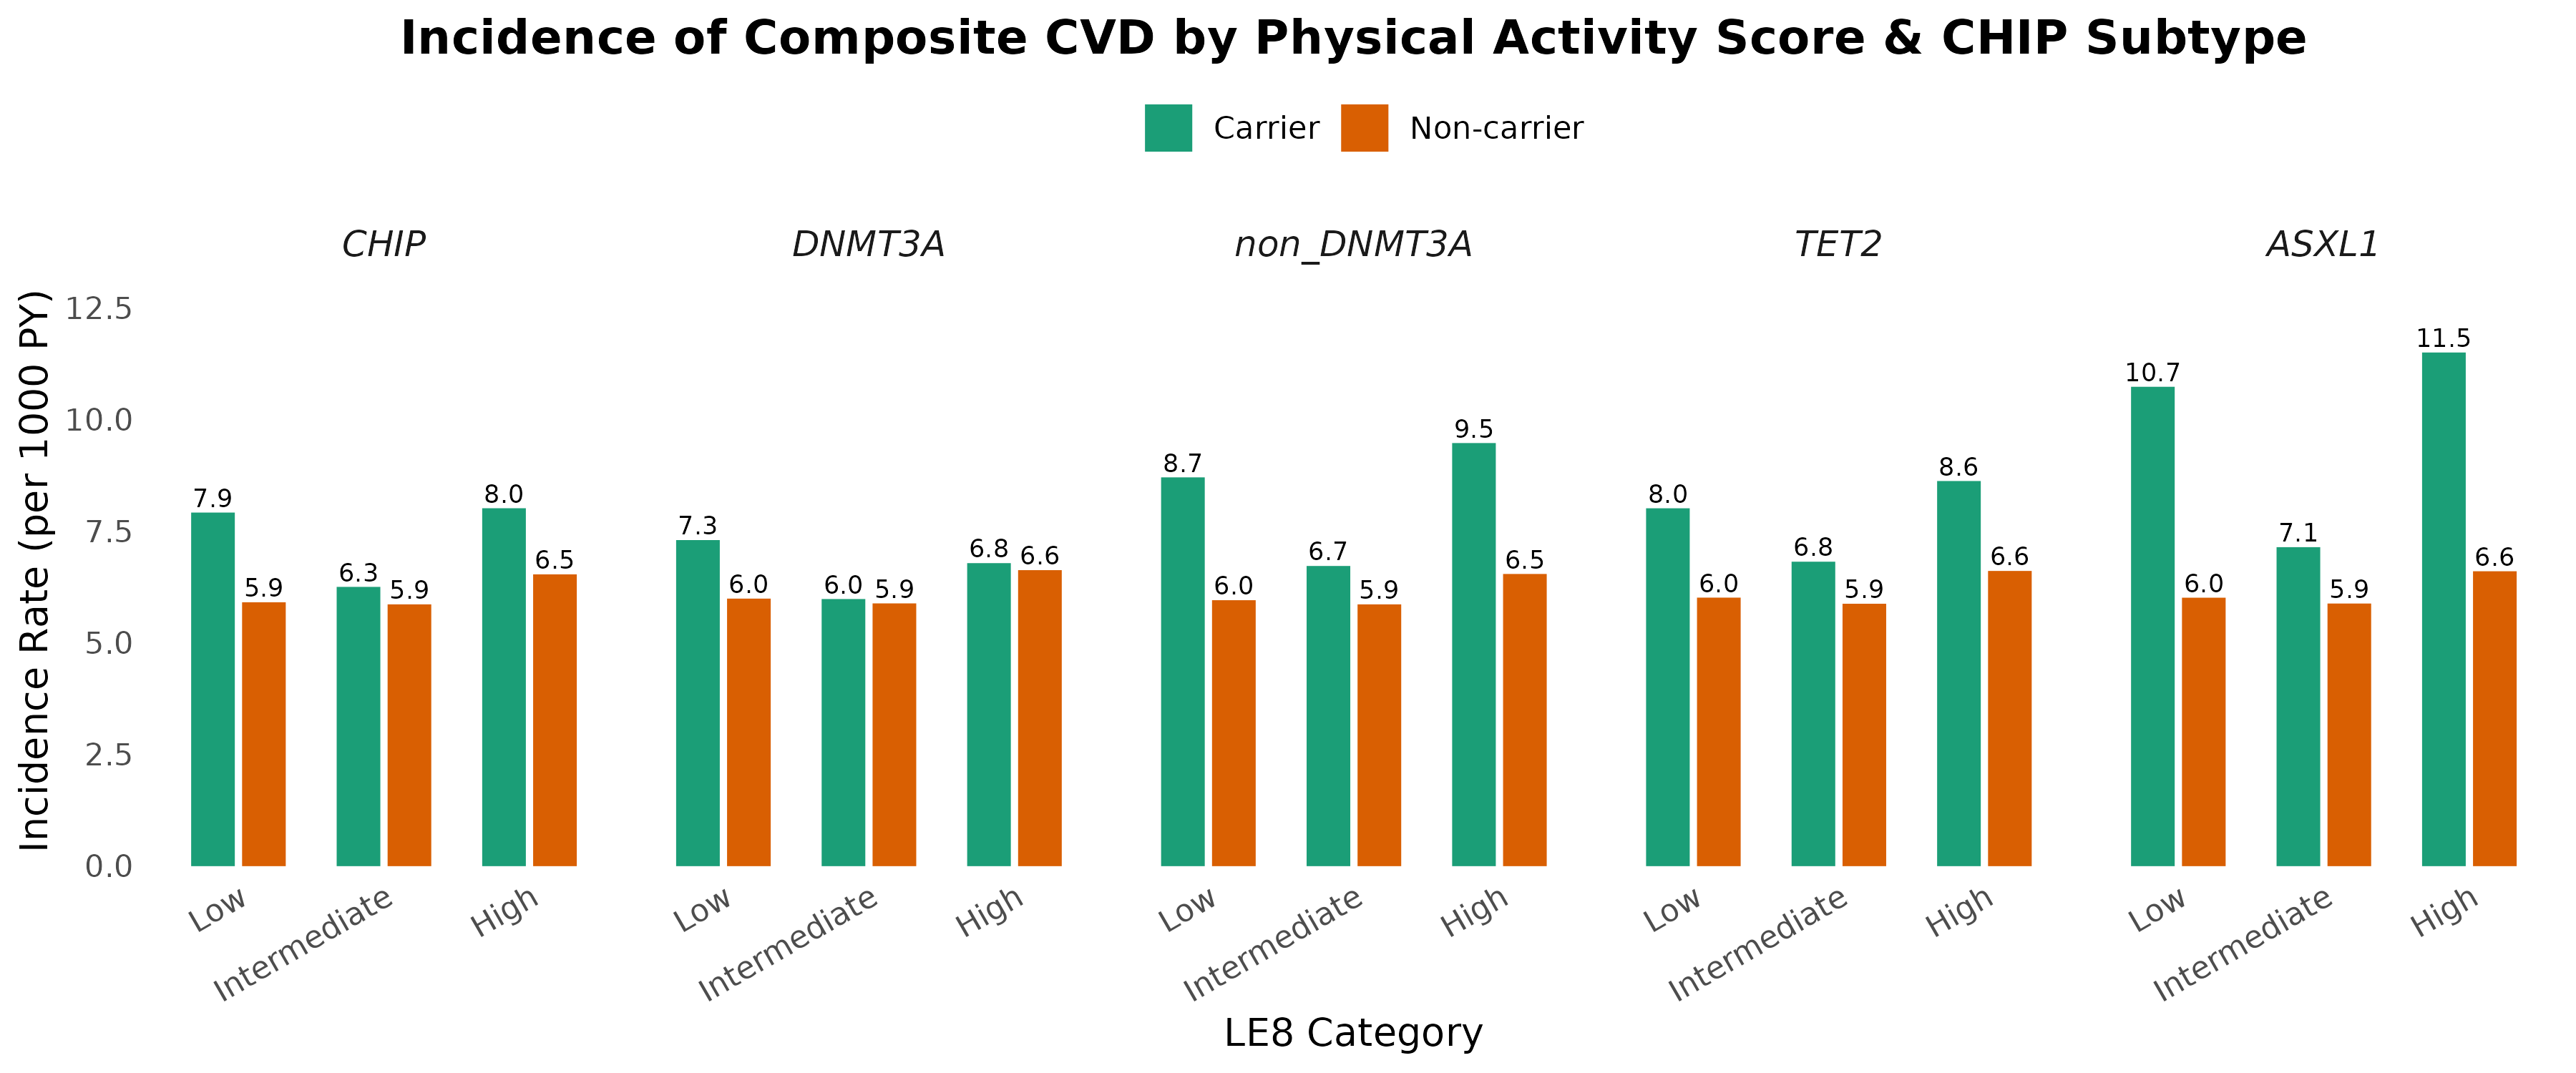 Incidence of Composite CVD by Physical Activity Score & CHIP Subtype
Carrier Non-carrier
CHIP DNMT3A non_DNMT3A TET2 ASXL1
Incidence Rate (per 1000 PY)
12.5
10.0
7.5
5.0
2.5
0.0
7.9 5.9 6.3 5.9 8.0 6.5
7.3 6.0 6.0 5.9 6.8 6.6
8.7 6.0 6.7 5.9 9.5 6.5
8.0 6.0 6.8 5.9 8.6 6.6
10.7 6.0 7.1 5.9 11.5 6.6
Low Intermediate High
Low Intermediate High
Low Intermediate High
Low Intermediate High
Low Intermediate High
LE8 Category